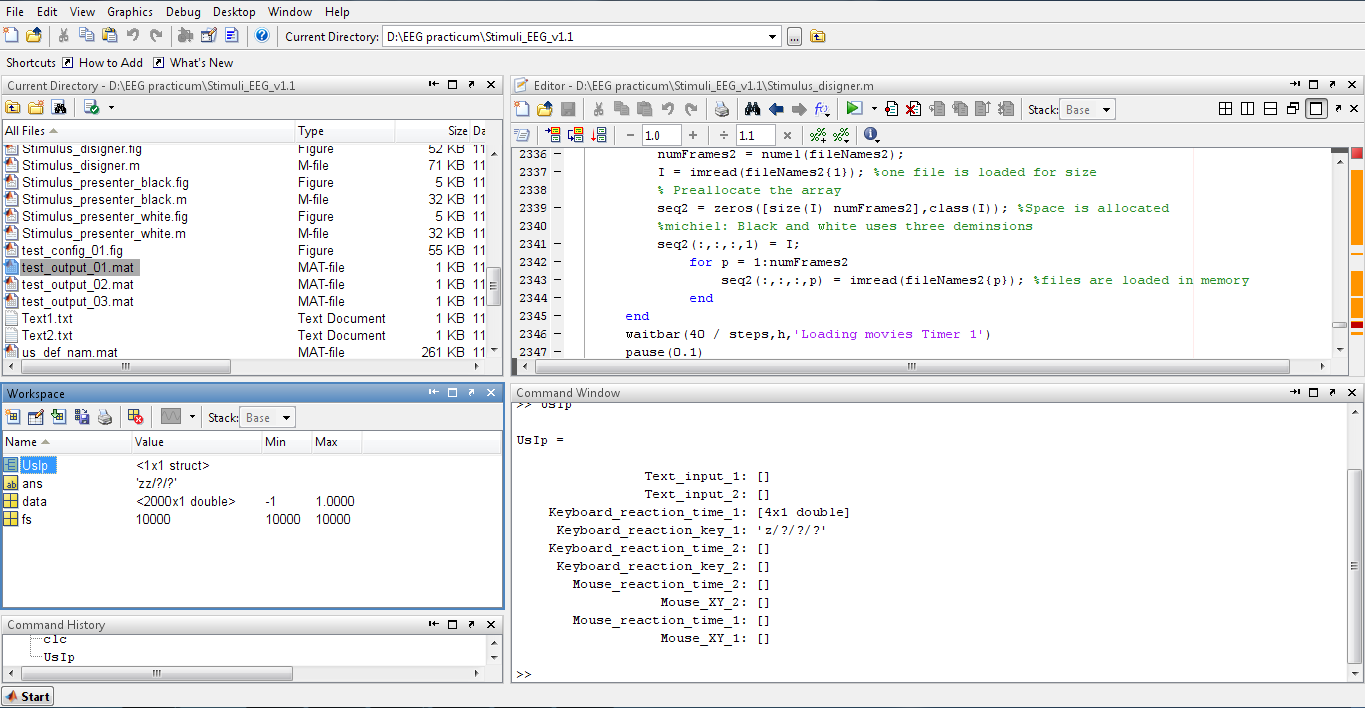 File Edit View Graphics Debug Desktop Window Help
Current Directory: D:\EEG practicum\Stimuli_EEG_v1.1 ...
Shortcuts How to Add What's New
Current Directory - D:\EEG practicum\Stimuli_EEG_v1.1
All Files Type Size Da
Stimulus_disigner.fig Figure 52 KB 11
Stimulus_disigner.m M-file 71 KB 11
Stimulus_presenter_black.fig Figure 5 KB 11
Stimulus_presenter_black.m M-file 32 KB 11
Stimulus_presenter_white.fig Figure 5 KB 11
Stimulus_presenter_white.m M-file 32 KB 11
test_config_01.fig Figure 55 KB 11
test_output_01.mat MAT-file 1 KB 11
test_output_02.mat MAT-file 1 KB 11
test_output_03.mat MAT-file 1 KB 11
Text1.txt Text Document 1 KB 11
Text2.txt Text Document 1 KB 11
us_def_nam.mat MAT-file 261 KB 11
Editor - D:\EEG practicum\Stimuli_EEG_v1.1\Stimulus_disigner.m
Stack: Base
− 1.0 + ÷ 1.1 ×
2336 – numFrames2 = numel(fileNames2);
2337 – I = imread(fileNames2{1}); %one file is loaded for size
2338 % Preallocate the array
2339 – seq2 = zeros([size(I) numFrames2],class(I)); %Space is allocated
2340 %michiel: Black and white uses three deminsions
2341 – seq2(:,:,:,1) = I;
2342 – for p = 1:numFrames2
2343 – seq2(:,:,:,p) = imread(fileNames2{p}); %files are loaded in memory
2344 – end
2345 – end
2346 – waitbar(40 / steps,h,'Loading movies Timer 1')
2347 – pause(0.1)
Workspace
Stack: Base
Name Value Min Max
UsIp <1x1 struct>
ans 'zz/?/?'
data <2000x1 double> -1 1.0000
fs 10000 10000 10000
Command History
clc
UsIp
Command Window
>> UsIp
UsIp =
Text_input_1: []
Text_input_2: []
Keyboard_reaction_time_1: [4x1 double]
Keyboard_reaction_key_1: 'z/?/?/?'
Keyboard_reaction_time_2: []
Keyboard_reaction_key_2: []
Mouse_reaction_time_2: []
Mouse_XY_2: []
Mouse_reaction_time_1: []
Mouse_XY_1: []
>>
Start